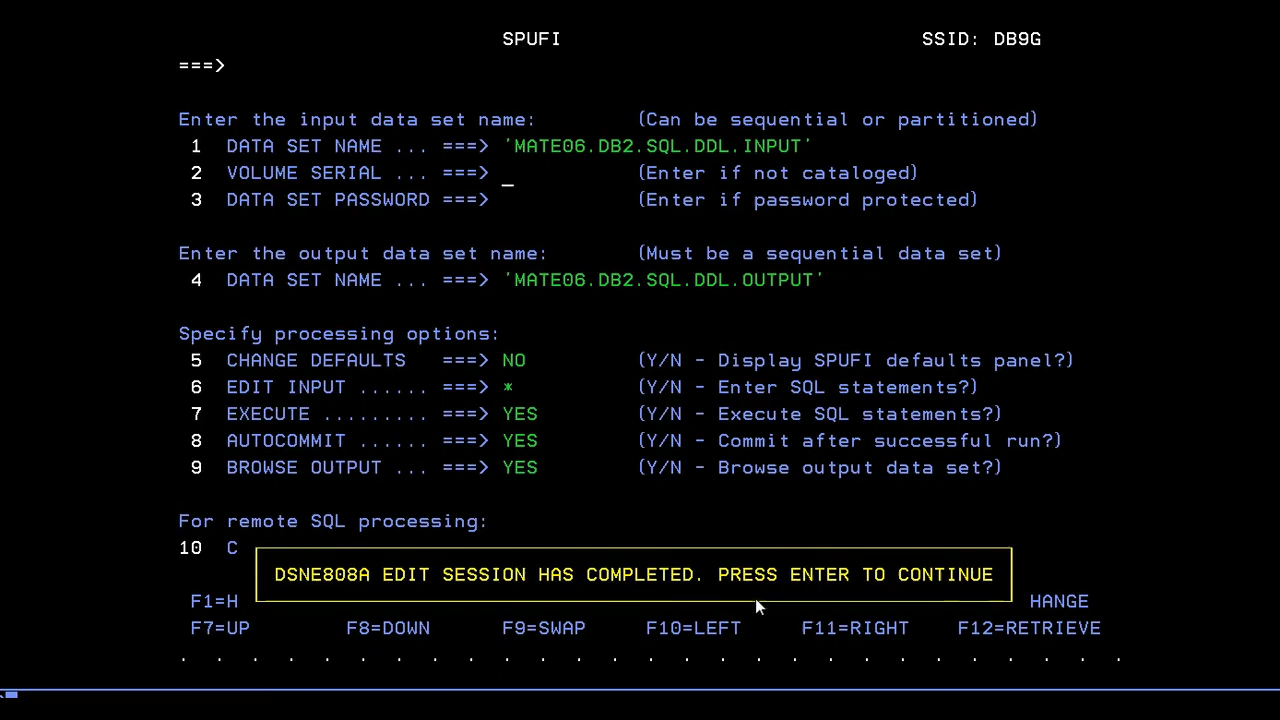 SPUFI SSID: DB9G
===>
Enter the input data set name: (Can be sequential or partitioned)
1 DATA SET NAME ... ===> 'MATE06.DB2.SQL.DDL.INPUT'
2 VOLUME SERIAL ... ===> _ (Enter if not cataloged)
3 DATA SET PASSWORD ===> (Enter if password protected)
Enter the output data set name: (Must be a sequential data set)
4 DATA SET NAME ... ===> 'MATE06.DB2.SQL.DDL.OUTPUT'
Specify processing options:
5 CHANGE DEFAULTS ===> NO (Y/N - Display SPUFI defaults panel?)
6 EDIT INPUT ...... ===> * (Y/N - Enter SQL statements?)
7 EXECUTE ......... ===> YES (Y/N - Execute SQL statements?)
8 AUTOCOMMIT ...... ===> YES (Y/N - Commit after successful run?)
9 BROWSE OUTPUT ... ===> YES (Y/N - Browse output data set?)
For remote SQL processing:
10 C
DSNE808A EDIT SESSION HAS COMPLETED. PRESS ENTER TO CONTINUE
F1=H HANGE
F7=UP F8=DOWN F9=SWAP F10=LEFT F11=RIGHT F12=RETRIEVE
. . . . . . . . . . . . . . . . . . . . . . . . . . .